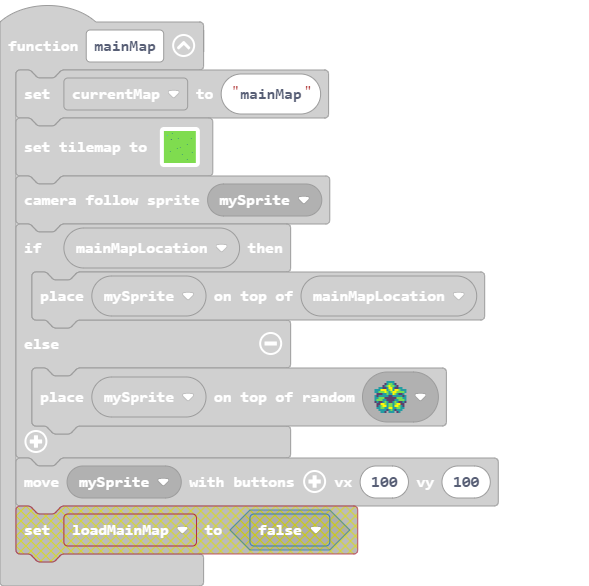 function mainMap
set currentMap to "mainMap"
set tilemap to
camera follow sprite mySprite
if mainMapLocation then
place mySprite on top of mainMapLocation
else
place mySprite on top of random
move mySprite with buttons vx 100 vy 100
set loadMainMap to false